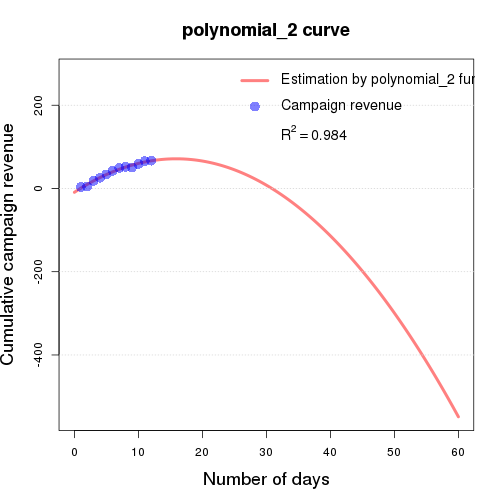 polynomial_2 curve
Estimation by polynomial_2 fur
Campaign revenue
R² = 0.984
Cumulative campaign revenue
200
0
-200
-400
0 10 20 30 40 50 60
Number of days